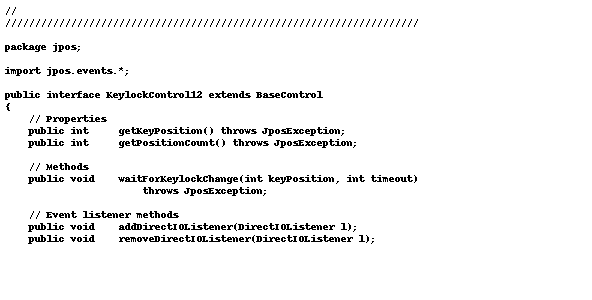 //
/////////////////////////////////////////////////////////////////////

package jpos;

import jpos.events.*;

public interface KeylockControl12 extends BaseControl
{
    // Properties
    public int     getKeyPosition() throws JposException;
    public int     getPositionCount() throws JposException;

    // Methods
    public void    waitForKeylockChange(int keyPosition, int timeout)
                       throws JposException;

    // Event listener methods
    public void    addDirectIOListener(DirectIOListener l);
    public void    removeDirectIOListener(DirectIOListener l);